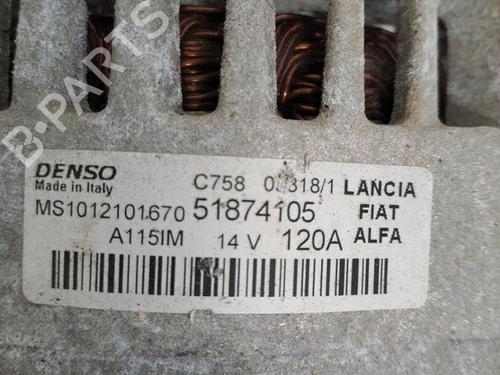 B-PARTS
DENSO
Made in Italy
C758
LANCIA
MS1012101670 51874105 FIAT
A115IM 14 V 120A ALFA